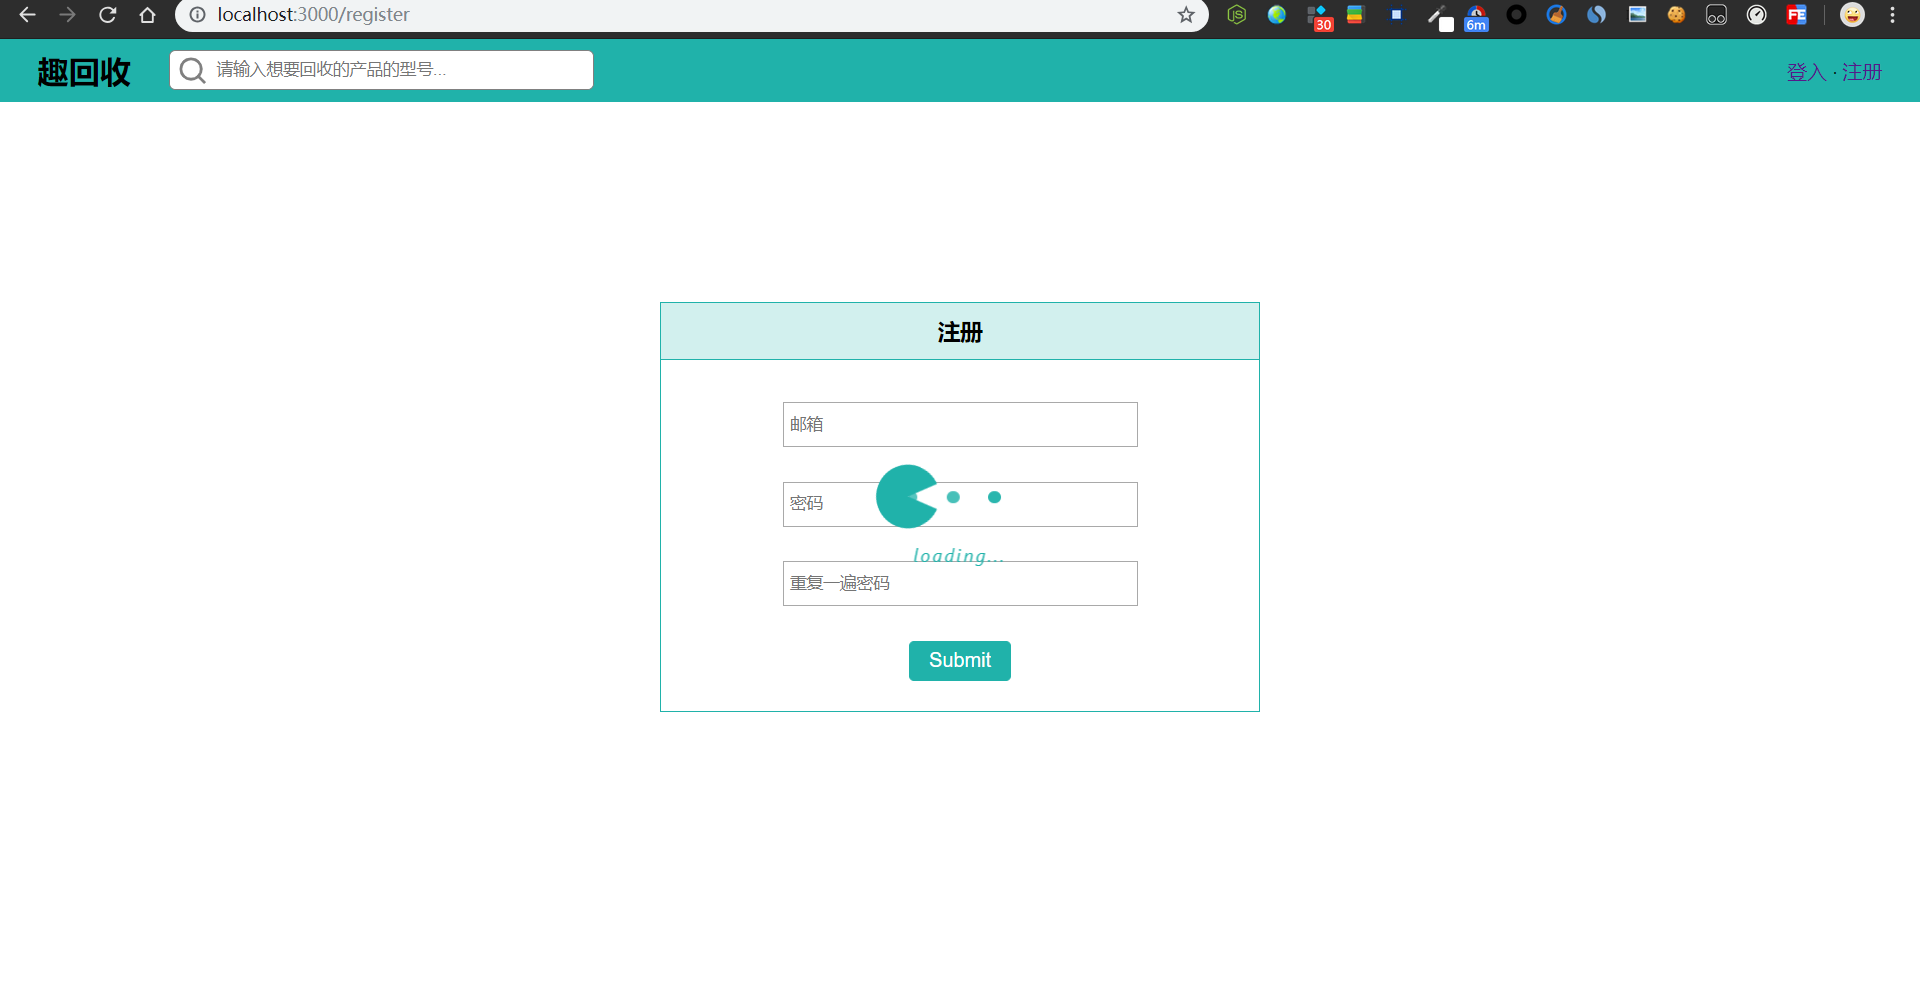 localhost:3000/register
30
6m
FE
趣回收
请输入想要回收的产品的型号...
登入 · 注册
注册
邮箱
密码
loading...
重复一遍密码
Submit